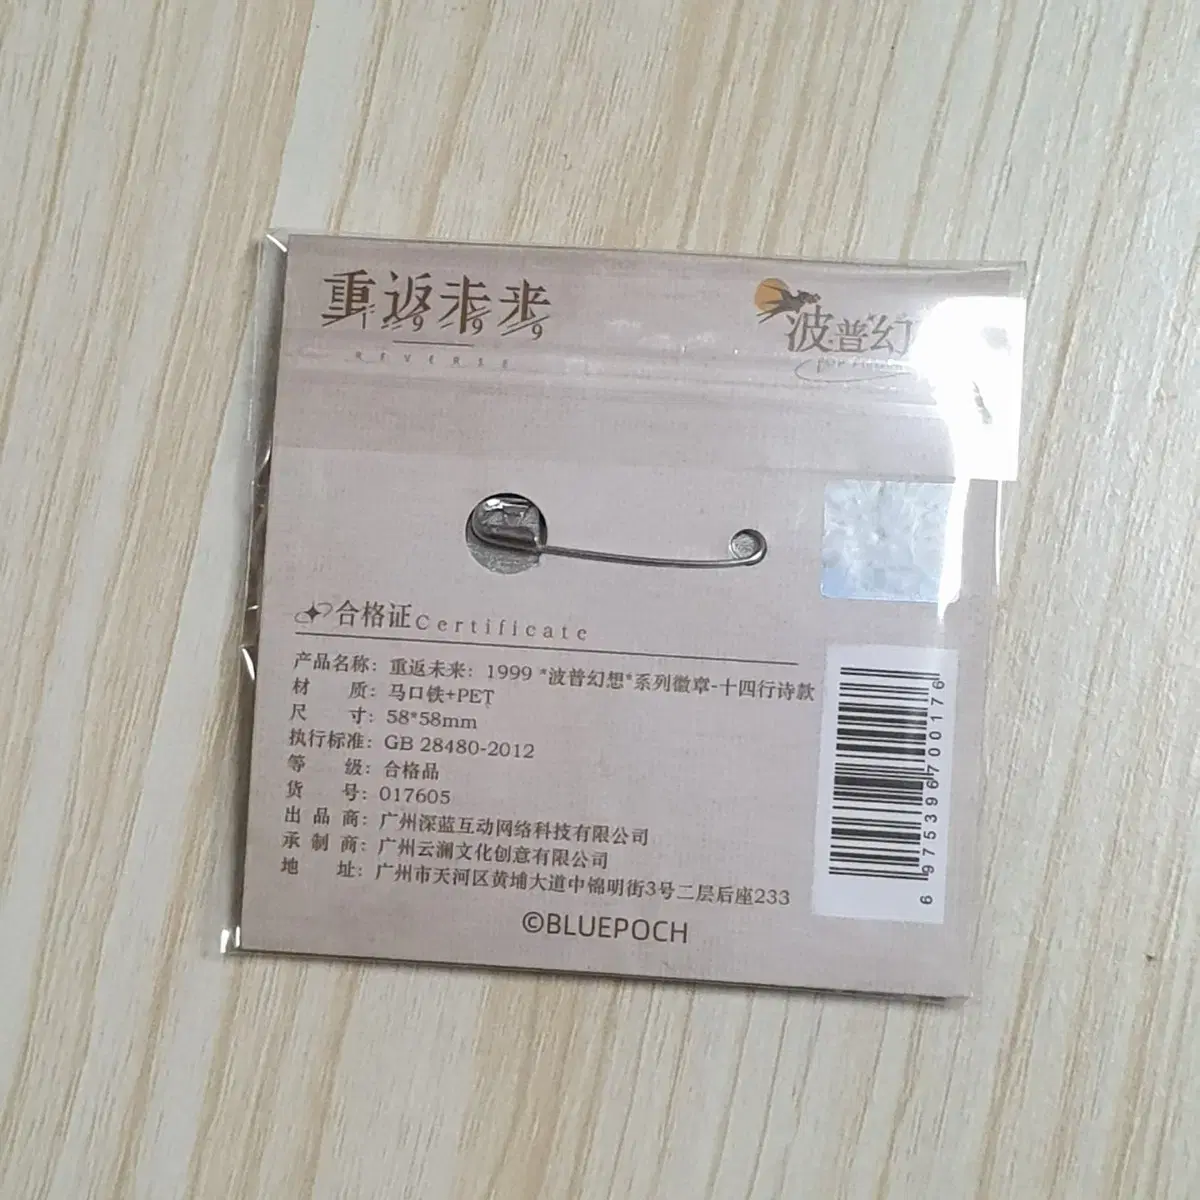 重返未来
1999
REVERSE
波普幻
合格证Certificate
产品名称：重返未来：1999 *波普幻想*系列徽章-十四行诗款
材 质：马口铁+PET
尺 寸：58*58mm
执行标准：GB 28480-2012
等 级：合格品
货 号：017605
出 品 商：广州深蓝互动网络科技有限公司
承 制 商：广州云澜文化创意有限公司
地 址：广州市天河区黄埔大道中锦明街3号二层后座233
©BLUEPOCH
6 975396 700176